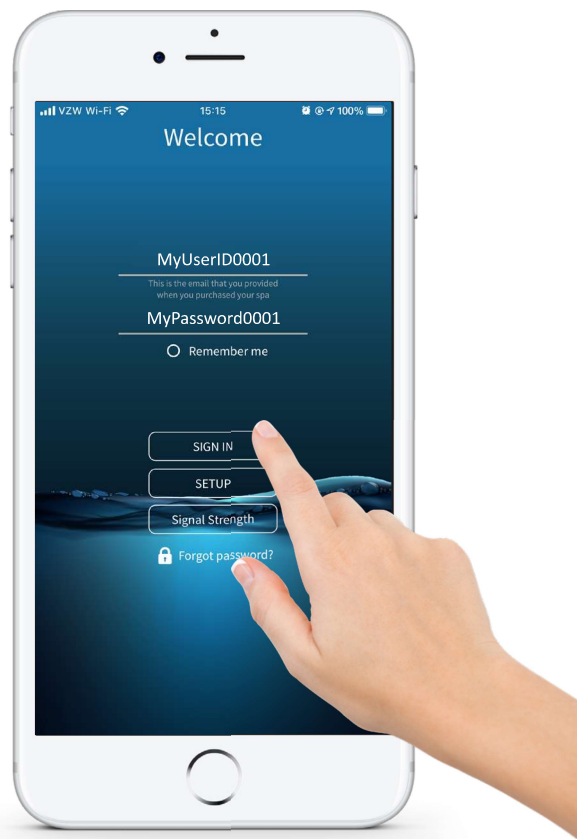 VZW Wi-Fi 15:15 100%
Welcome
MyUserID0001
This is the email that you provided
when you purchased your spa
MyPassword0001
Remember me
SIGN IN
SETUP
Signal Strength
Forgot password?